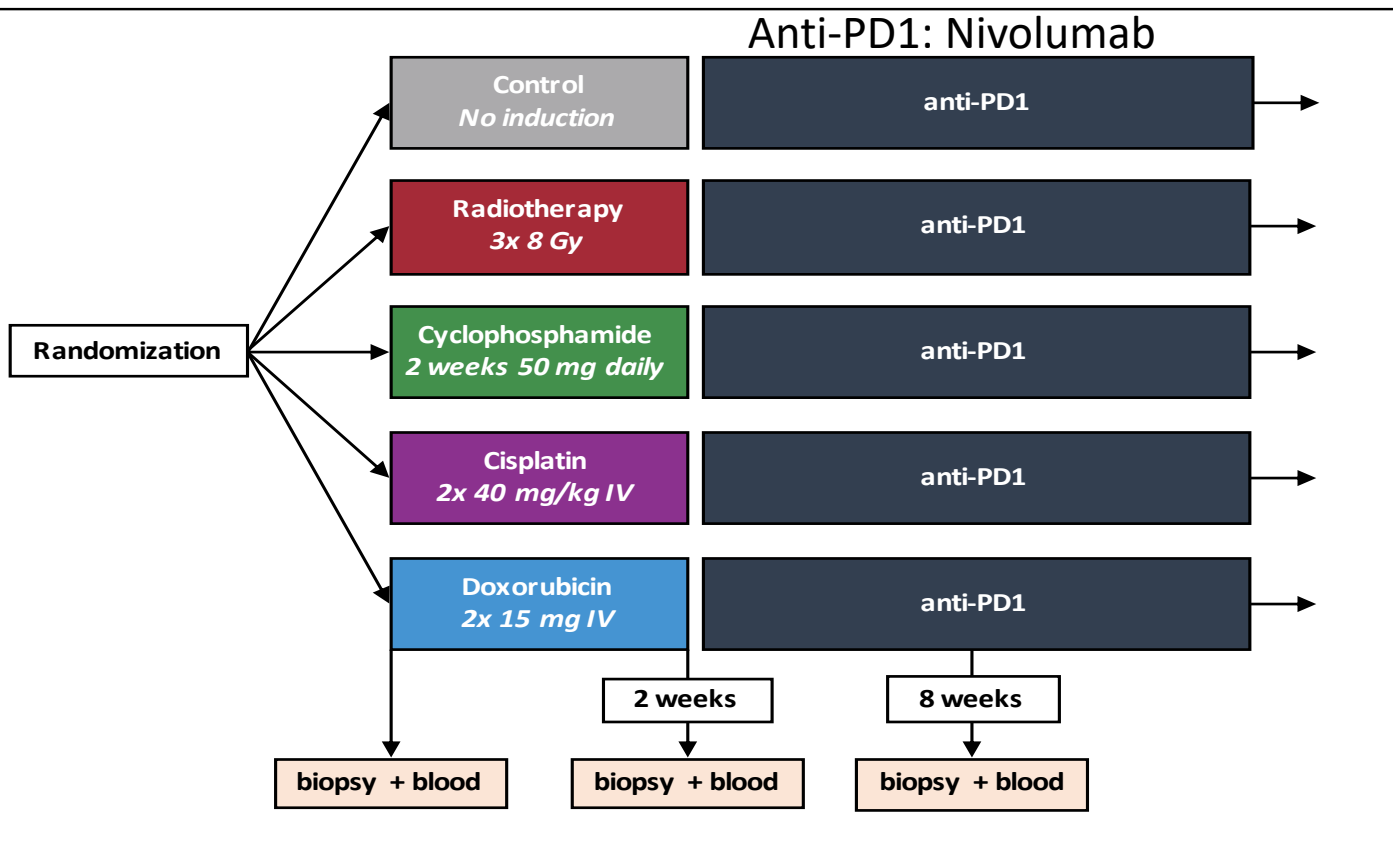 Anti-PD1: Nivolumab
Control
No induction
anti-PD1
Radiotherapy
3x 8 Gy
anti-PD1
Randomization
Cyclophosphamide
2 weeks 50 mg daily
anti-PD1
Cisplatin
2x 40 mg/kg IV
anti-PD1
Doxorubicin
2x 15 mg IV
anti-PD1
2 weeks
8 weeks
biopsy + blood
biopsy + blood
biopsy + blood